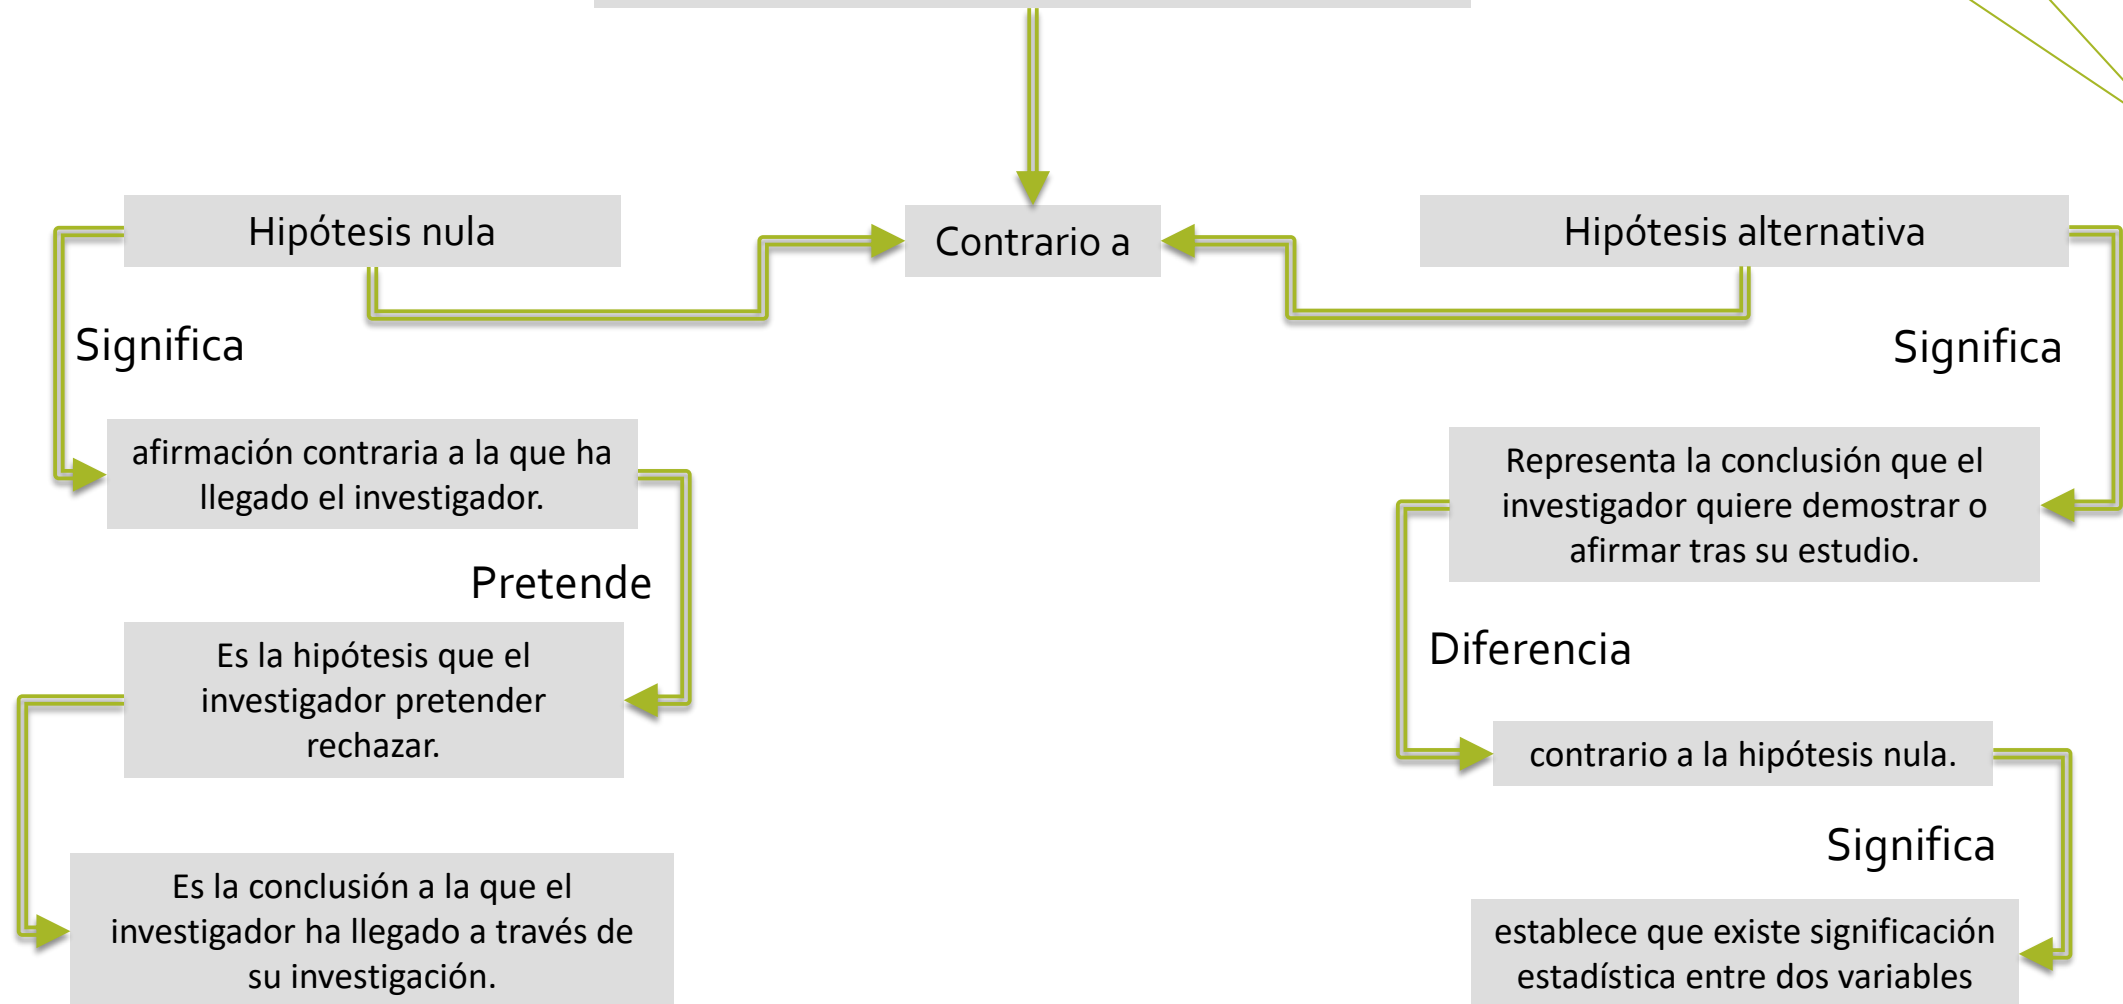 Hipótesis nula
Contrario a
Hipótesis alternativa
Significa
Significa
afirmación contraria a la que ha
llegado el investigador.
Representa la conclusión que el
investigador quiere demostrar o
afirmar tras su estudio.
Pretende
Diferencia
Es la hipótesis que el
investigador pretender
rechazar.
contrario a la hipótesis nula.
Significa
Es la conclusión a la que el
investigador ha llegado a través de
su investigación.
establece que existe significación
estadística entre dos variables